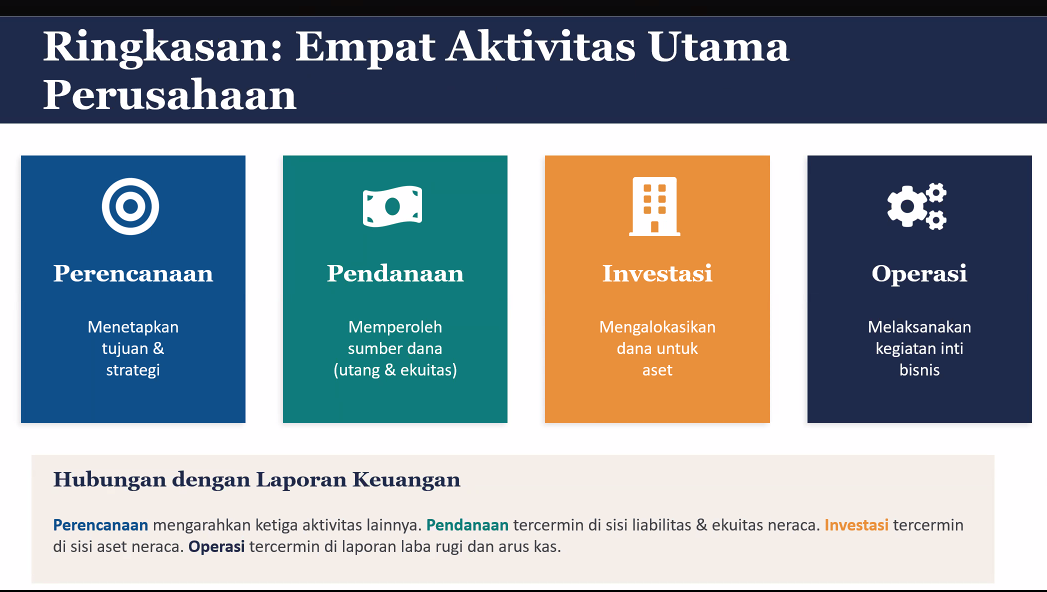 Ringkasan: Empat Aktivitas Utama
Perusahaan
Perencanaan
Menetapkan
tujuan &
strategi
Pendanaan
Memperoleh
sumber dana
(utang & ekuitas)
Investasi
Mengalokasikan
dana untuk
aset
Operasi
Melaksanakan
kegiatan inti
bisnis
Hubungan dengan Laporan Keuangan
Perencanaan mengarahkan ketiga aktivitas lainnya. Pendanaan tercermin di sisi liabilitas & ekuitas neraca. Investasi tercermin
di sisi aset neraca. Operasi tercermin di laporan laba rugi dan arus kas.